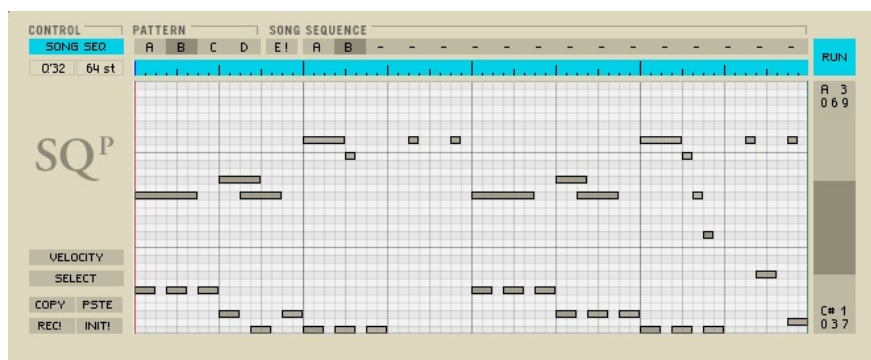 CONTROL PATTERN SONG SEQUENCE
SONG SEQ A B C D E! A B - - - - - - - - - - -
0'32 64 st
RUN
A 3
069
SQP
VELOCITY
SELECT
COPY PSTE
REC! INIT!
C# 1
037